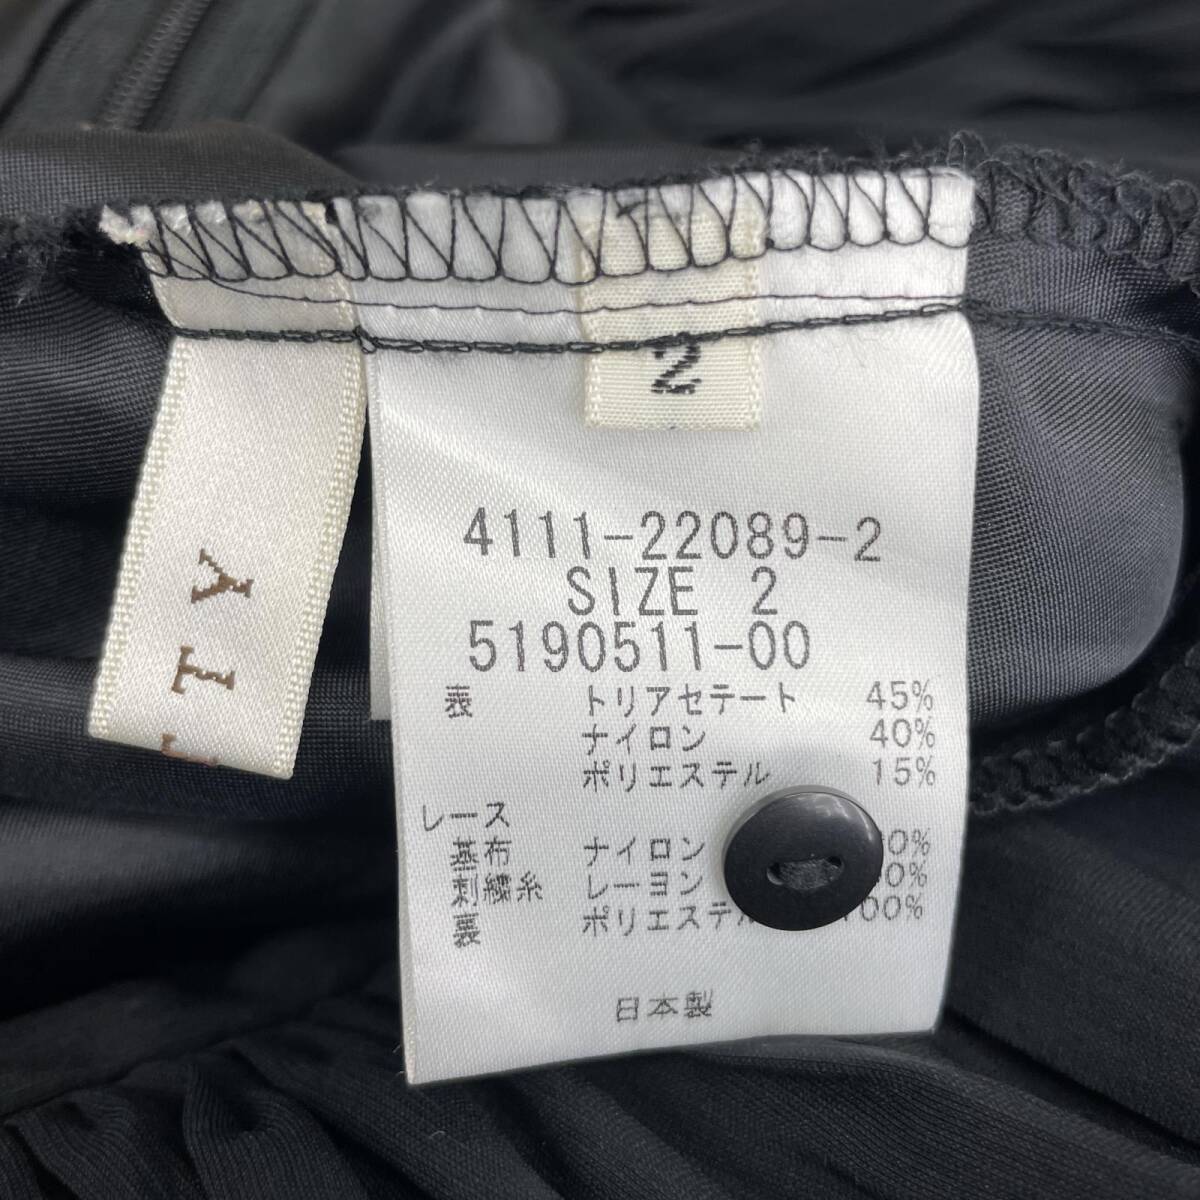 2
T T Y
4111-22089-2
SIZE 2
5190511-00
表 トリアセテート 45%
ナイロン 40%
ポリエステル 15%
レース
基布 ナイロン
刺繍糸 レーヨン
裏 ポリエステル 100%
日本製